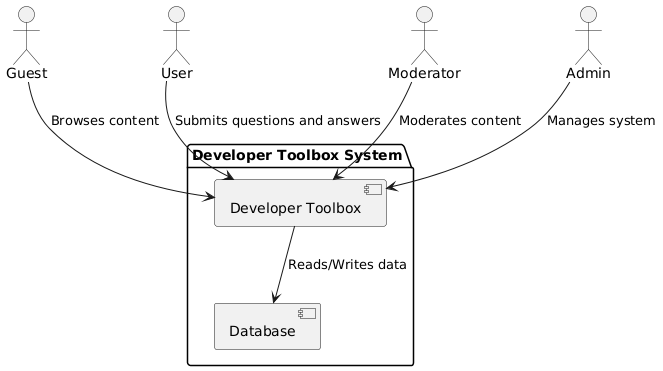 Guest
User
Moderator
Admin
Browses content
Submits questions and answers
Moderates content
Manages system
Developer Toolbox System
Developer Toolbox
Reads/Writes data
Database